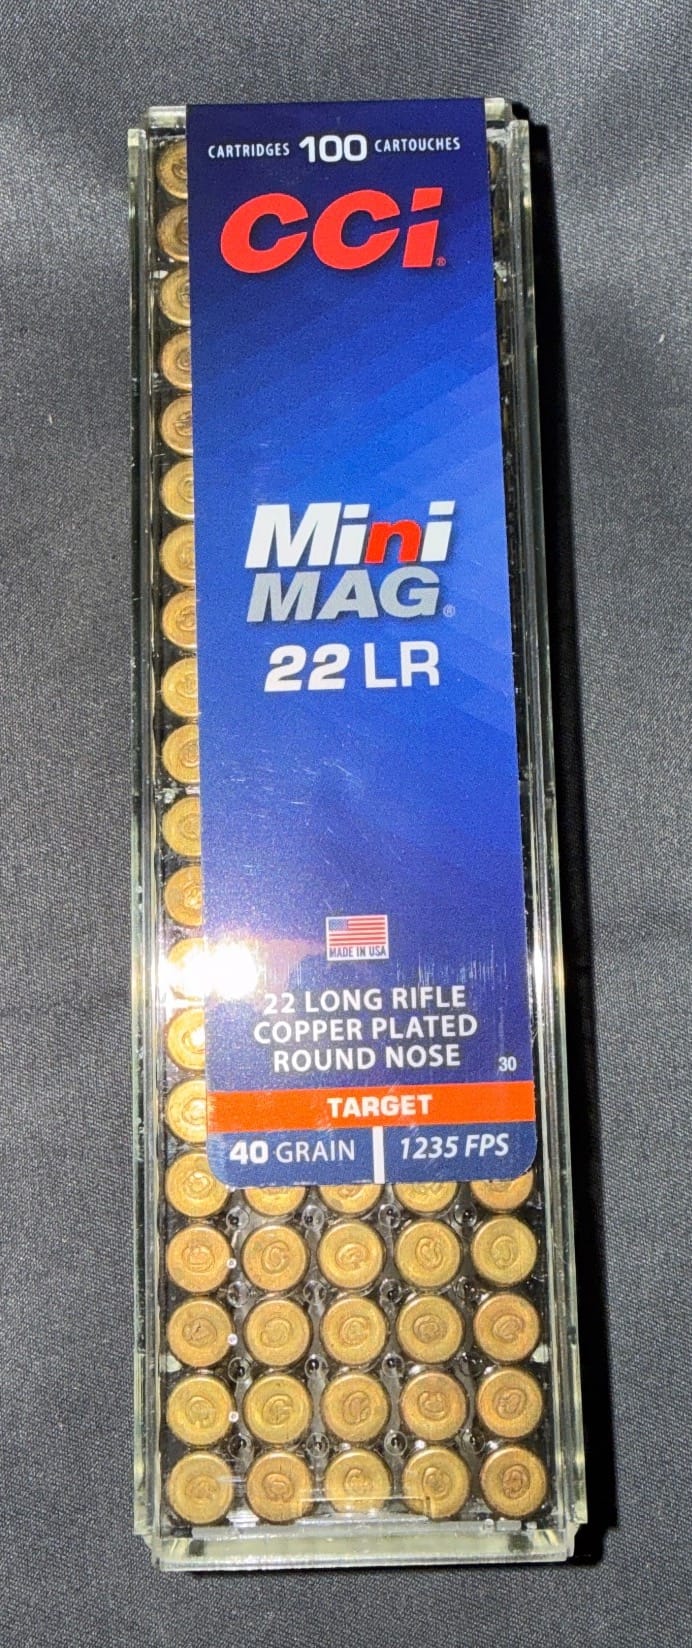 CARTRIDGES 100 CARTOUCHES
CCi®
Mini
MAG®
22 LR
MADE IN USA
22 LONG RIFLE
COPPER PLATED
ROUND NOSE
30
TARGET
40 GRAIN | 1235 FPS